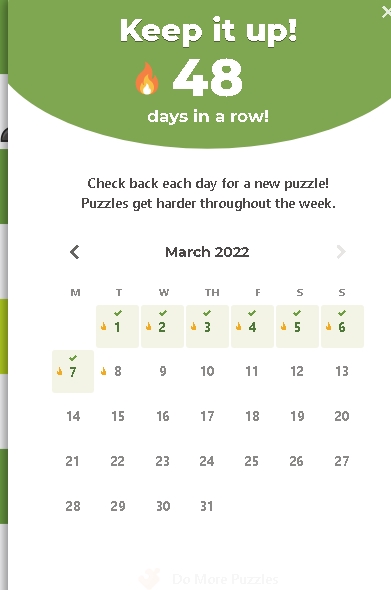 Keep it up!
48
days in a row!
Check back each day for a new puzzle!
Puzzles get harder throughout the week.
March 2022
M T W TH F S S
1 2 3 4 5 6
7 8 9 10 11 12 13
14 15 16 17 18 19 20
21 22 23 24 25 26 27
28 29 30 31
Do More Puzzles